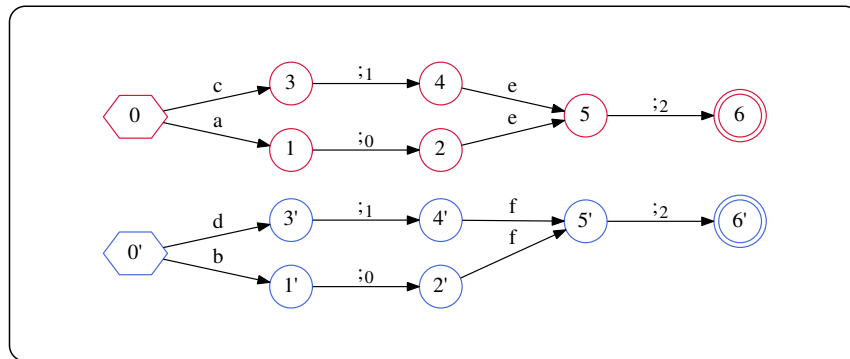 c ;₁ e
0 3 4 5 ;₂ 6
a ;₀ e
1 2
d ;₁ f
0' 3' 4' 5' ;₂ 6'
b ;₀ f
1' 2'